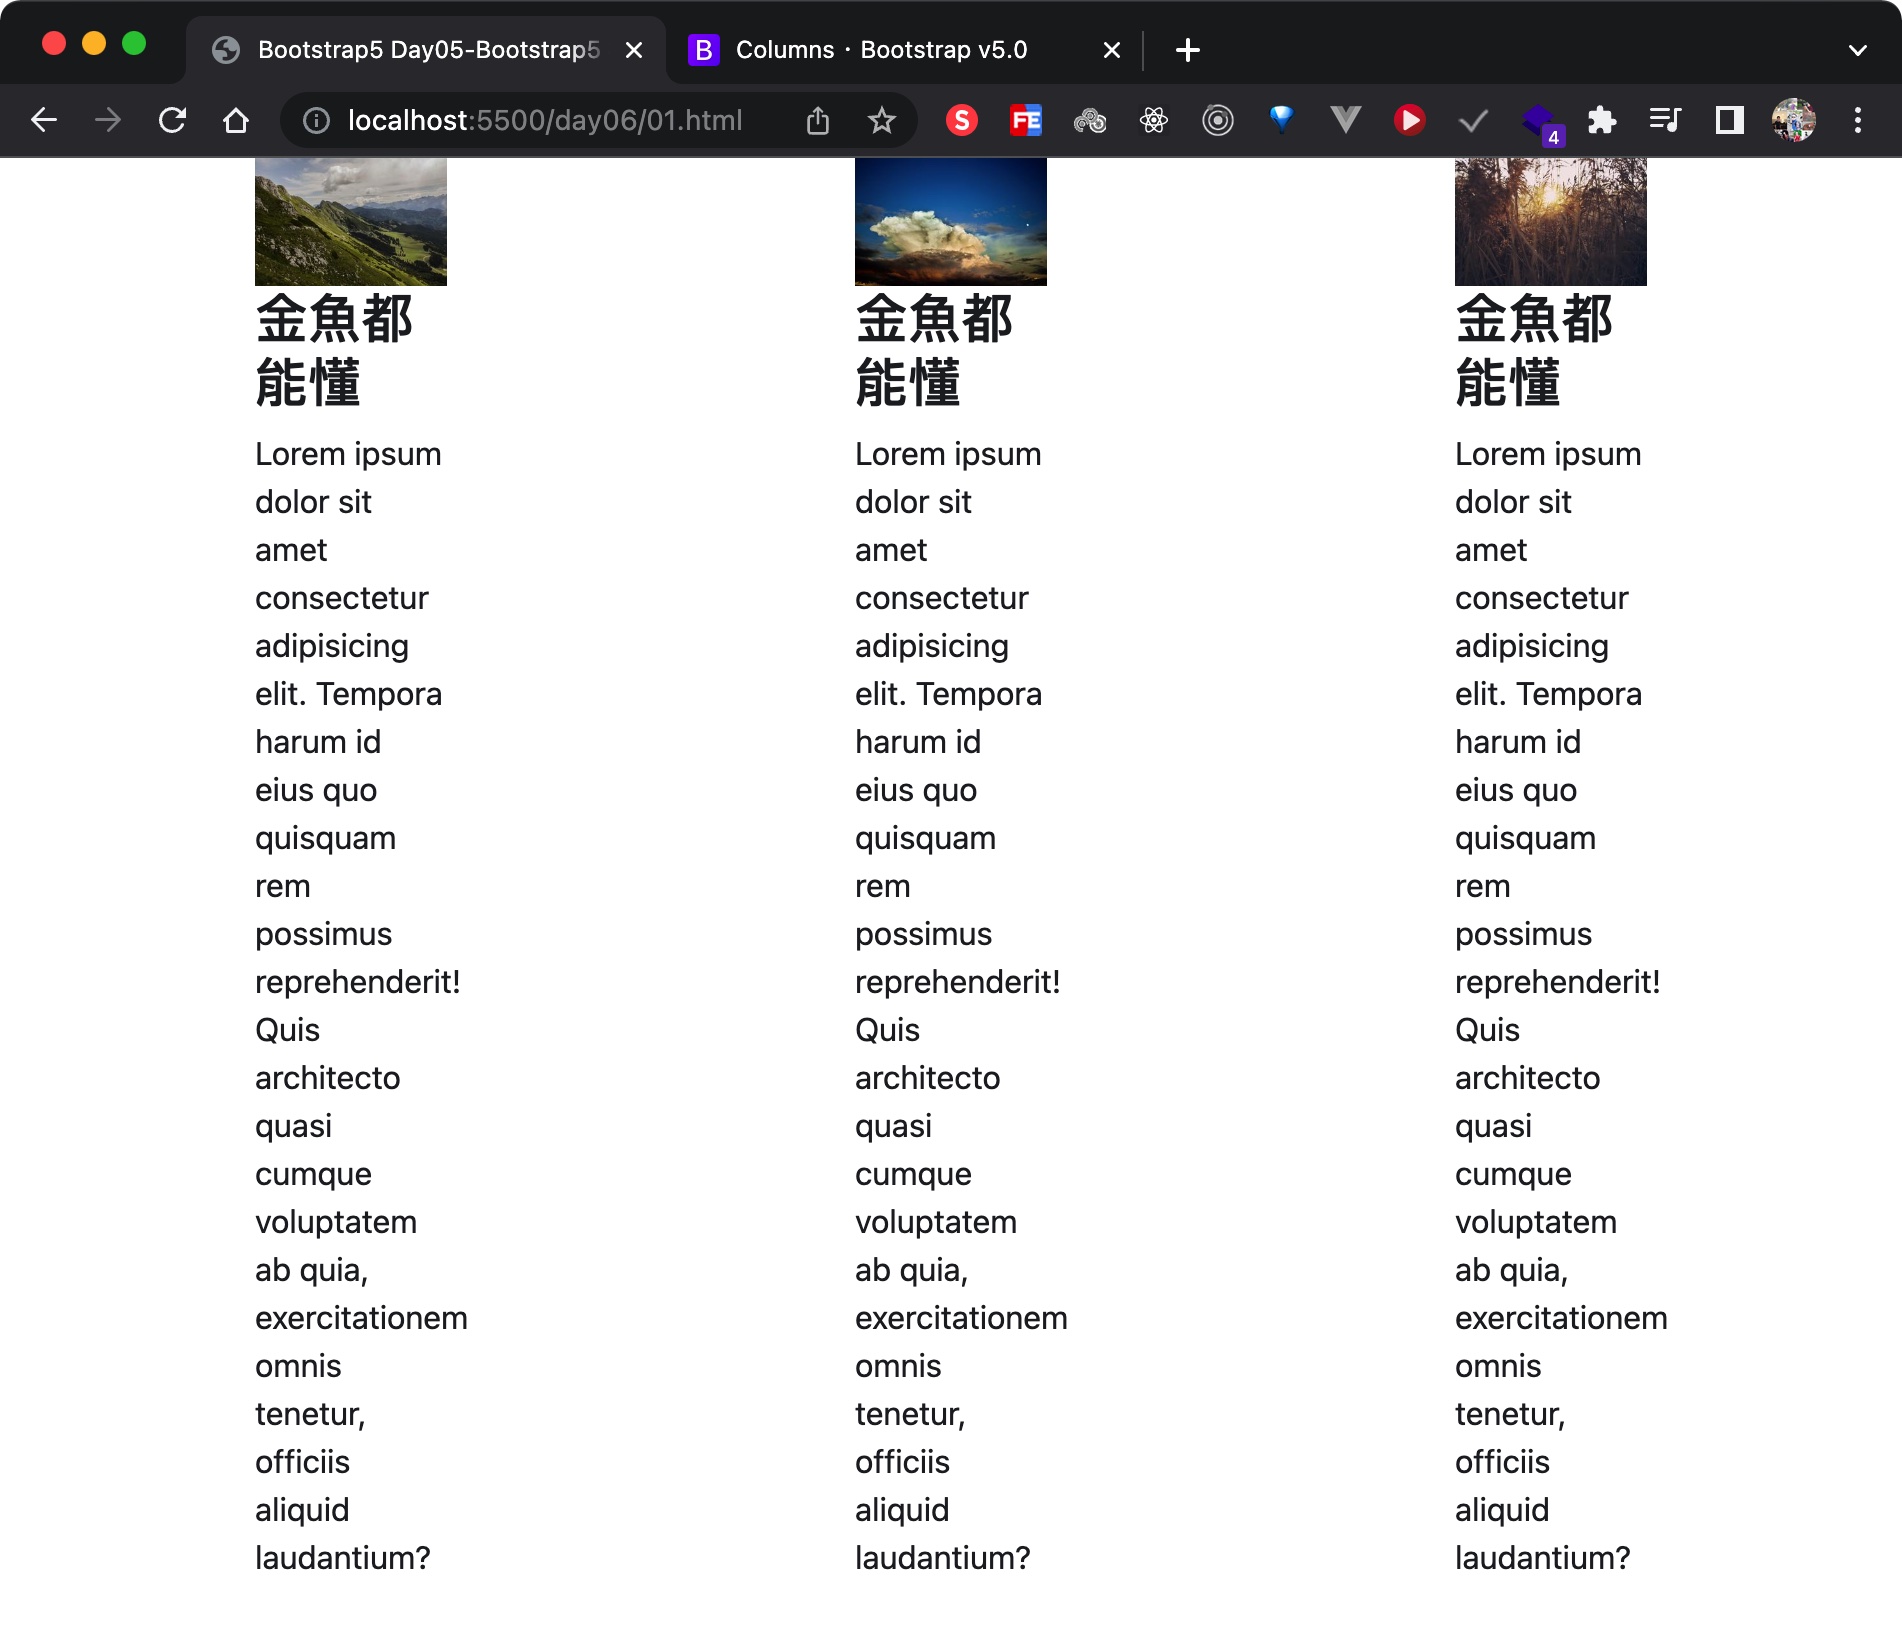 Bootstrap5 Day05-Bootstrap5
Columns · Bootstrap v5.0
localhost:5500/day06/01.html
S
FE
4
金魚都
能懂
Lorem ipsum
dolor sit
amet
consectetur
adipisicing
elit. Tempora
harum id
eius quo
quisquam
rem
possimus
reprehenderit!
Quis
architecto
quasi
cumque
voluptatem
ab quia,
exercitationem
omnis
tenetur,
officiis
aliquid
laudantium?
金魚都
能懂
Lorem ipsum
dolor sit
amet
consectetur
adipisicing
elit. Tempora
harum id
eius quo
quisquam
rem
possimus
reprehenderit!
Quis
architecto
quasi
cumque
voluptatem
ab quia,
exercitationem
omnis
tenetur,
officiis
aliquid
laudantium?
金魚都
能懂
Lorem ipsum
dolor sit
amet
consectetur
adipisicing
elit. Tempora
harum id
eius quo
quisquam
rem
possimus
reprehenderit!
Quis
architecto
quasi
cumque
voluptatem
ab quia,
exercitationem
omnis
tenetur,
officiis
aliquid
laudantium?